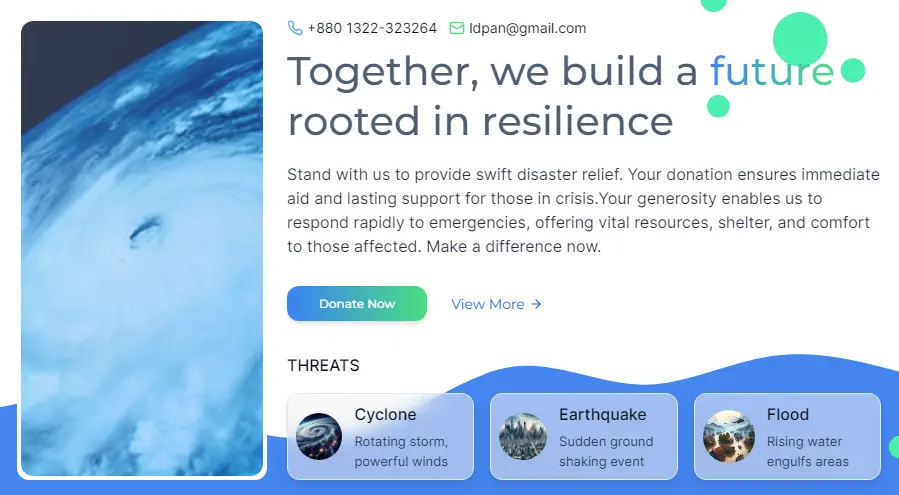 +880 1322-323264 ldpan@gmail.com
Together, we build a future
rooted in resilience
Stand with us to provide swift disaster relief. Your donation ensures immediate
aid and lasting support for those in crisis.Your generosity enables us to
respond rapidly to emergencies, offering vital resources, shelter, and comfort
to those affected. Make a difference now.
Donate Now View More →
THREATS
Cyclone
Rotating storm,
powerful winds
Earthquake
Sudden ground
shaking event
Flood
Rising water
engulfs areas